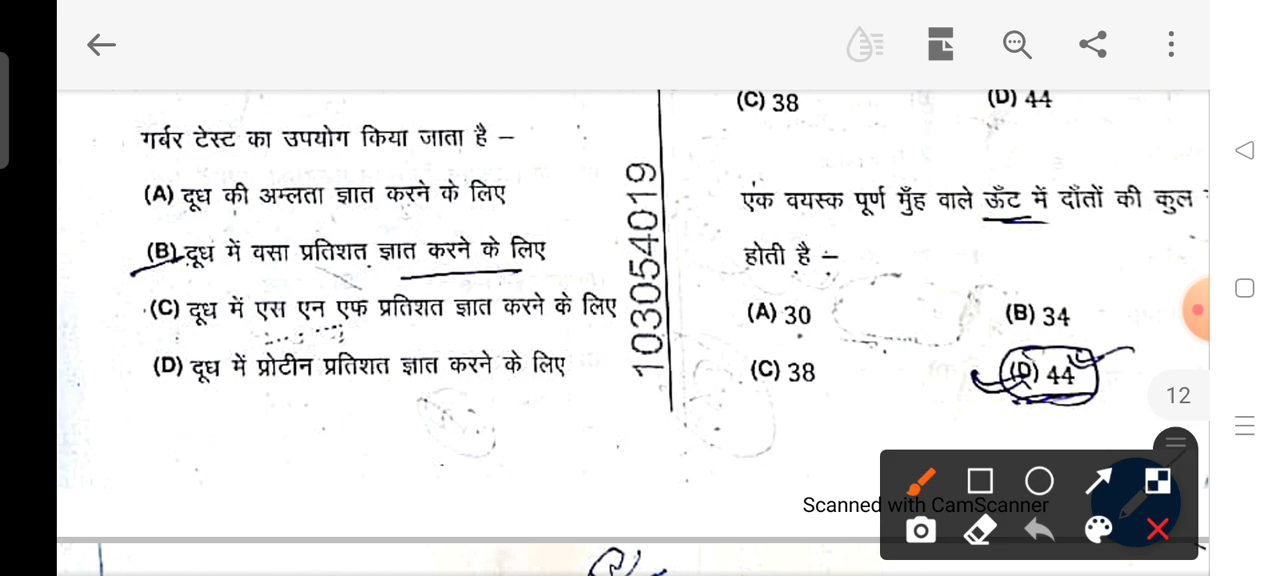 गर्बर टेस्ट का उपयोग किया जाता है –
(A) दूध की अम्लता ज्ञात करने के लिए
(B) दूध में वसा प्रतिशत ज्ञात करने के लिए
(C) दूध में एस एन एफ प्रतिशत ज्ञात करने के लिए
(D) दूध में प्रोटीन प्रतिशत ज्ञात करने के लिए
103054019
(C) 38
(D) 44
एक वयस्क पूर्ण मुँह वाले ऊँट में दाँतों की कुल
होती है –
(A) 30
(B) 34
(C) 38
(D) 44
12
Scanned with CamScanner